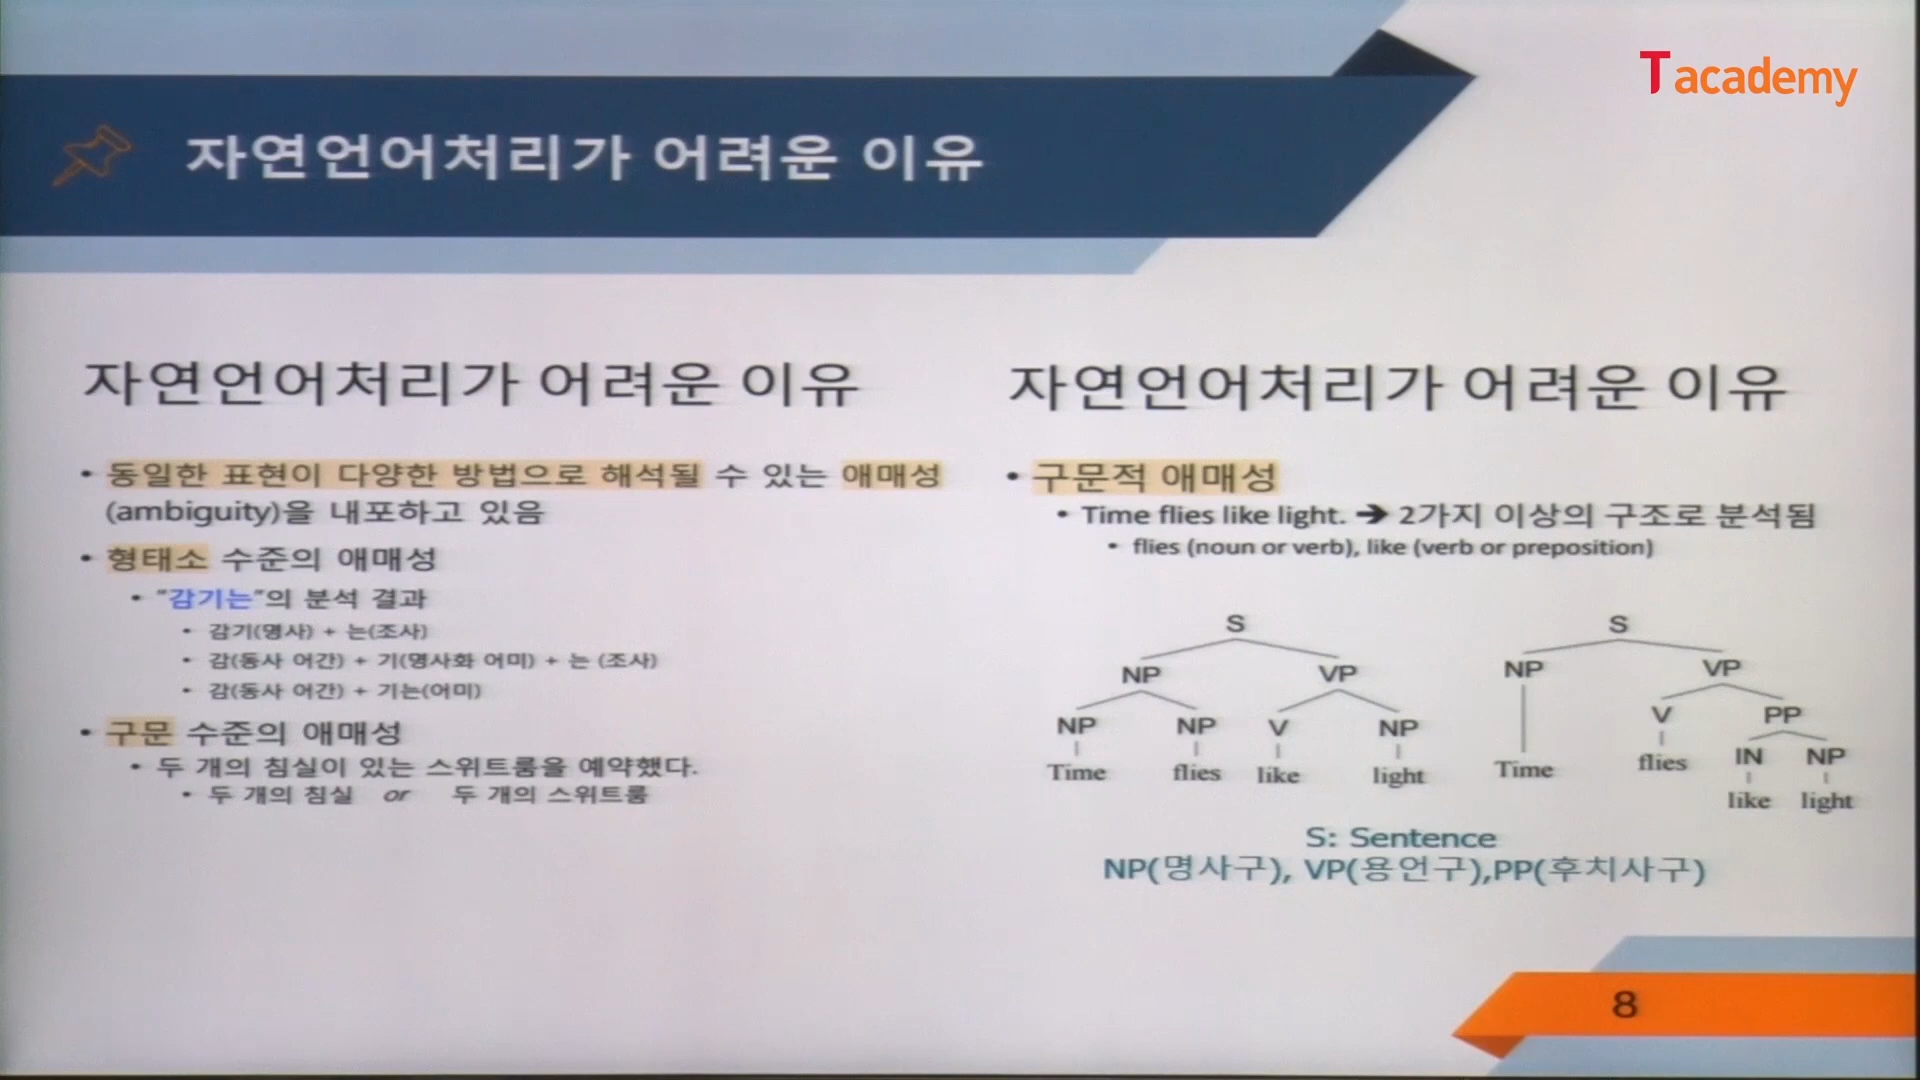 T academy
자연언어처리가 어려운 이유
자연언어처리가 어려운 이유
• 동일한 표현이 다양한 방법으로 해석될 수 있는 애매성
(ambiguity)을 내포하고 있음
• 형태소 수준의 애매성
• "감기는"의 분석 결과
• 감기(명사) + 는(조사)
• 감(동사 어간) + 기(명사화 어미) + 는 (조사)
• 감(동사 어간) + 기는(어미)
• 구문 수준의 애매성
• 두 개의 침실이 있는 스위트룸을 예약했다.
• 두 개의 침실 or 두 개의 스위트룸
자연언어처리가 어려운 이유
• 구문적 애매성
• Time flies like light. ➔ 2가지 이상의 구조로 분석됨
• flies (noun or verb), like (verb or preposition)
S
NP VP
NP NP V NP
Time flies like light
S
NP VP
V PP
Time flies IN NP
like light
S: Sentence
NP(명사구), VP(용언구),PP(후치사구)
8